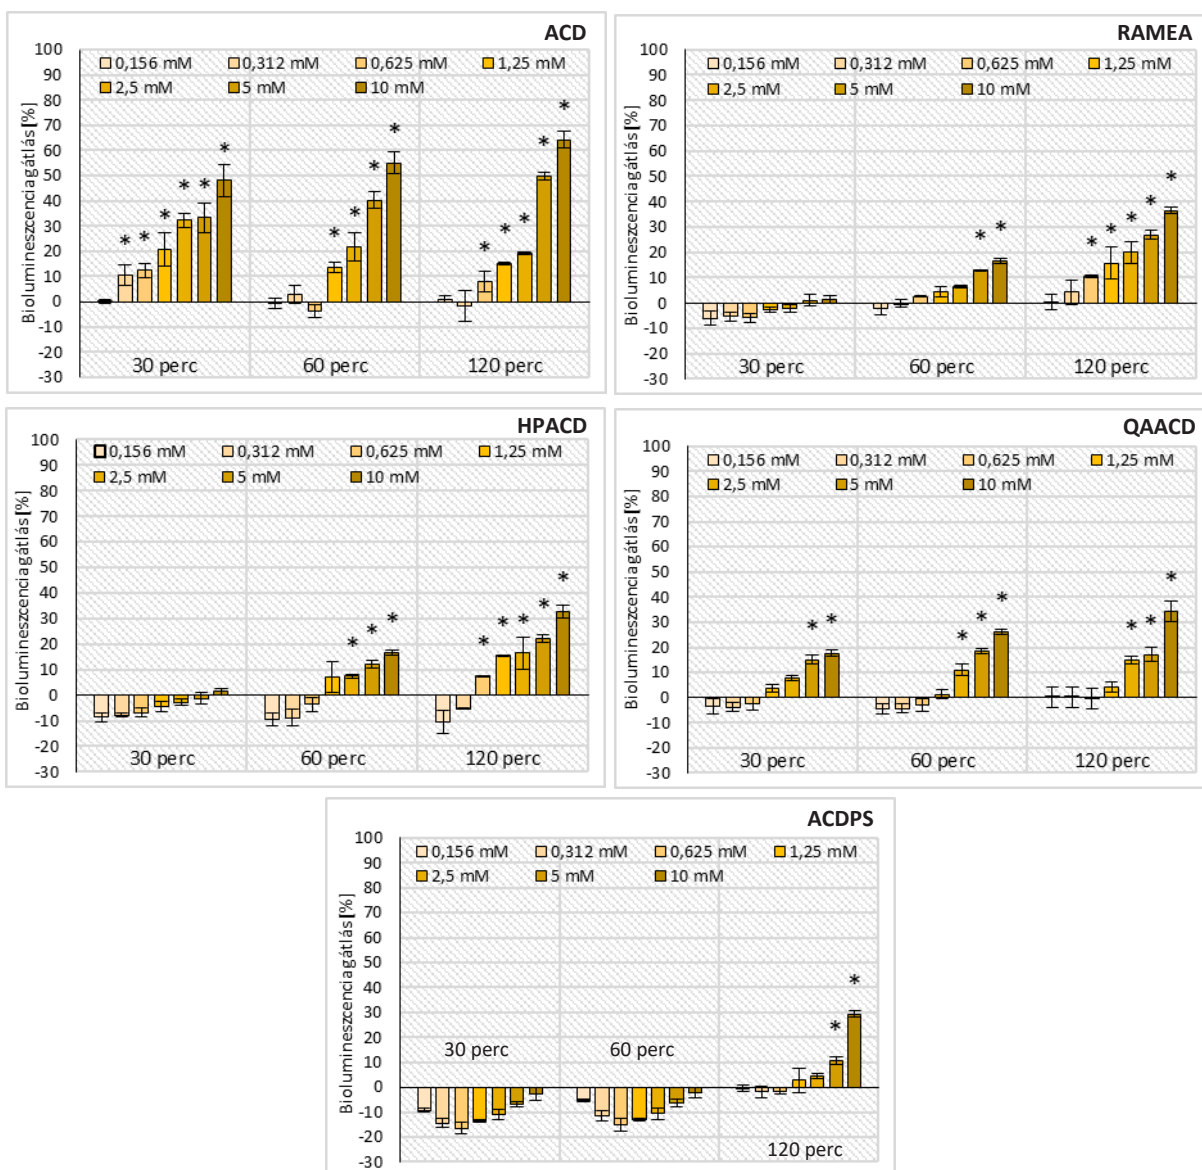 ACD
Biolumineszcenciagátlás [%]
100
90
80
70
60
50
40
30
20
10
0
-10
-20
-30
0,156 mM 0,312 mM 0,625 mM 1,25 mM
2,5 mM 5 mM 10 mM
* * * * * *
* * * *
* * * * *
30 perc 60 perc 120 perc
RAMEA
Biolumineszcenciagátlás [%]
100
90
80
70
60
50
40
30
20
10
0
-10
-20
-30
0,156 mM 0,312 mM 0,625 mM 1,25 mM
2,5 mM 5 mM 10 mM
* *
* * * * *
30 perc 60 perc 120 perc
HPACD
Biolumineszcenciagátlás [%]
100
90
80
70
60
50
40
30
20
10
0
-10
-20
-30
0,156 mM 0,312 mM 0,625 mM 1,25 mM
2,5 mM 5 mM 10 mM
* * *
* * * * *
30 perc 60 perc 120 perc
QAACD
Biolumineszcenciagátlás [%]
100
90
80
70
60
50
40
30
20
10
0
-10
-20
-30
0,156 mM 0,312 mM 0,625 mM 1,25 mM
2,5 mM 5 mM 10 mM
* *
* * *
* * *
30 perc 60 perc 120 perc
ACDPS
Biolumineszcenciagátlás [%]
100
90
80
70
60
50
40
30
20
10
0
-10
-20
-30
0,156 mM 0,312 mM 0,625 mM 1,25 mM
2,5 mM 5 mM 10 mM
* *
30 perc 60 perc
120 perc